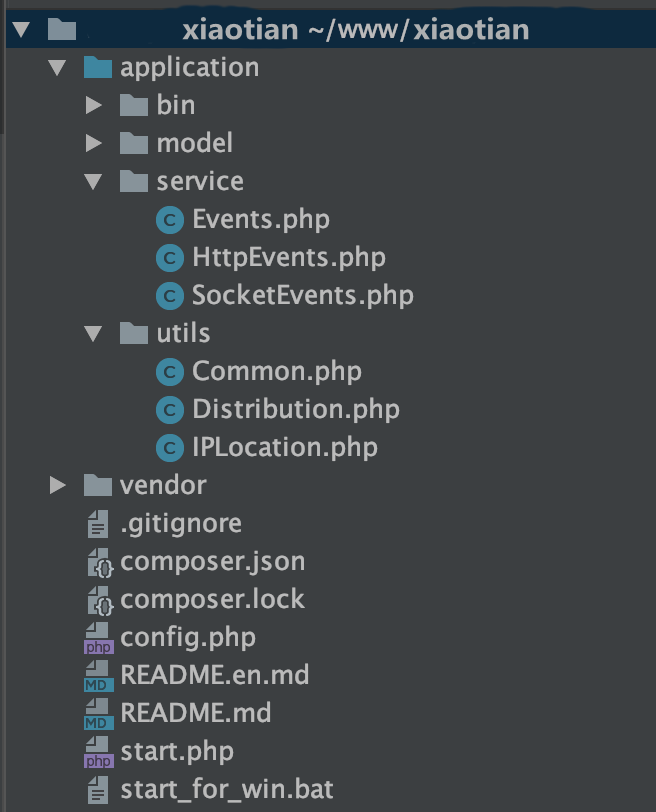 xiaotian ~/www/xiaotian
application
bin
model
service
C Events.php
C HttpEvents.php
C SocketEvents.php
utils
C Common.php
C Distribution.php
C IPLocation.php
vendor
.gitignore
{} composer.json
{} composer.lock
php config.php
MD README.en.md
MD README.md
php start.php
start_for_win.bat